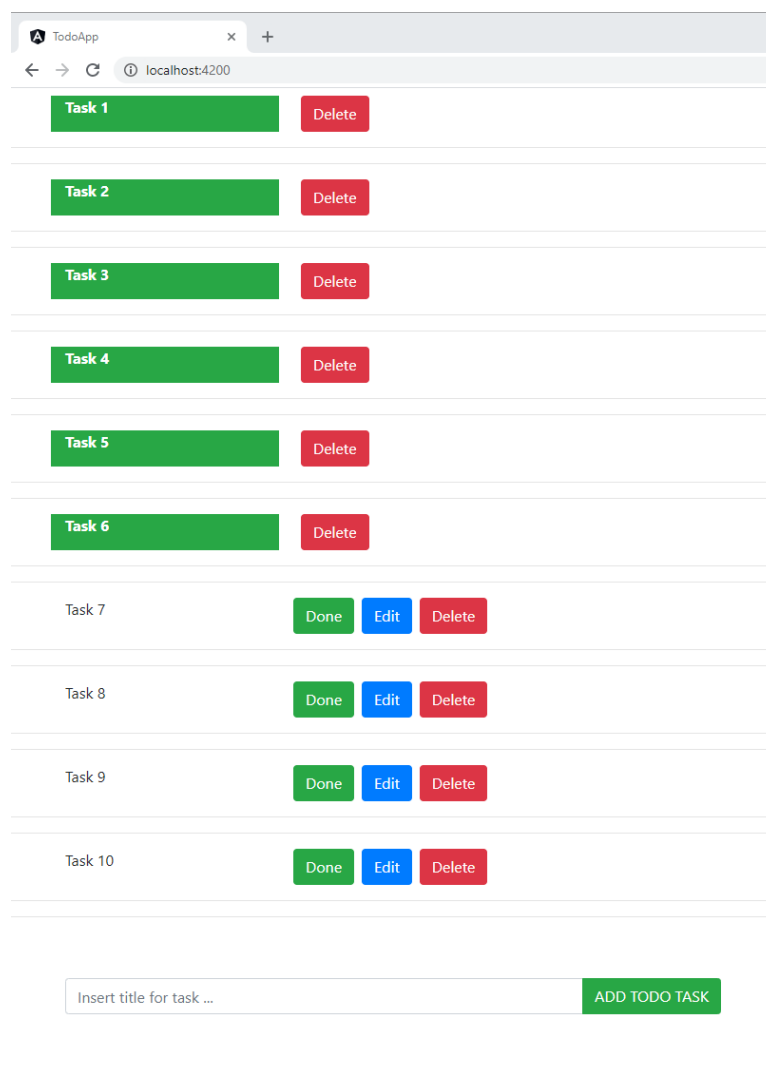 TodoApp
localhost:4200
Task 1 Delete
Task 2 Delete
Task 3 Delete
Task 4 Delete
Task 5 Delete
Task 6 Delete
Task 7 Done Edit Delete
Task 8 Done Edit Delete
Task 9 Done Edit Delete
Task 10 Done Edit Delete
Insert title for task ... ADD TODO TASK